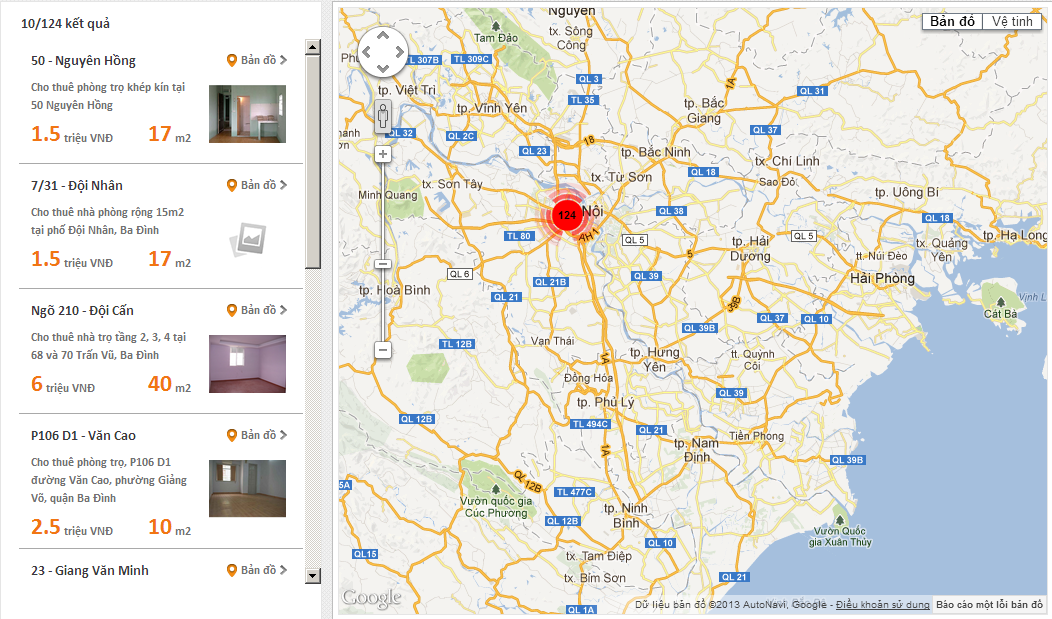 10/124 kết quả
50 - Nguyên Hồng
Bản đồ
Cho thuê phòng trọ khép kín tại
50 Nguyên Hồng
1.5 triệu VNĐ 17 m2
7/31 - Đội Nhân
Bản đồ
Cho thuê nhà phòng rộng 15m2
tại phố Đội Nhân, Ba Đình
1.5 triệu VNĐ 17 m2
Ngõ 210 - Đội Cấn
Bản đồ
Cho thuê nhà trọ tầng 2, 3, 4 tại
68 và 70 Trấn Vũ, Ba Đình
6 triệu VNĐ 40 m2
P106 D1 - Văn Cao
Bản đồ
Cho thuê phòng trọ, P106 D1
đường Văn Cao, phường Giảng
Võ, quận Ba Đình
2.5 triệu VNĐ 10 m2
23 - Giang Văn Minh
Bản đồ
Bản đồ
Vệ tinh
Nguyên
Tam Đảo
tx. Sông
Công
TL 307B
TL 309C
QL 3
1A
tp. Việt Trì
QL 31
TL 35
tp. Vĩnh Yên
tp. Bắc
Giang
QL 32
QL 2C
18
QL 37
QL 23
tp. Bắc Ninh
tx. Chí Linh
QL 18
tx. Từ Sơn
Sao Đỏ
tx. Sơn Tây
Minh Quang
tp. Uông Bí
124
Nội
QL 38
QL 18
TL 80
AH 1
QL 5
QL 5
tp. Hạ Long
tp. Hải
Dương
tx. Quảng
Yên
5
tt. Núi Đèo
QL 6
QL 39
Hải Phòng
QL 21B
tp. Hoà Bình
QL 21
39B
Cát Bà
QL 37
QL 10
QL 39B
Vạn Thái
TL 12B
1A
tp. Hưng
Yên
tt. Quỳnh
Côi
Đồng Hóa
QL 39
tp. Phủ Lý
QL 12B
TL 494C
QL 21
Tiên Phong
tp. Nam
Định
1A
QL 39B
QL 12B
5A
TL 477C
Vườn quốc gia
Cúc Phương
tp. Ninh
Bình
QL 12B
Vườn Quốc
gia Xuân Thủy
QL 10
QL15
tx. Tam Điệp
tx. Bỉm Sơn
QL 21
Google
QL 1A
Dữ liệu bản đồ ©2013 AutoNavi, Google - Điều khoản sử dụng
Báo cáo một lỗi bản đồ